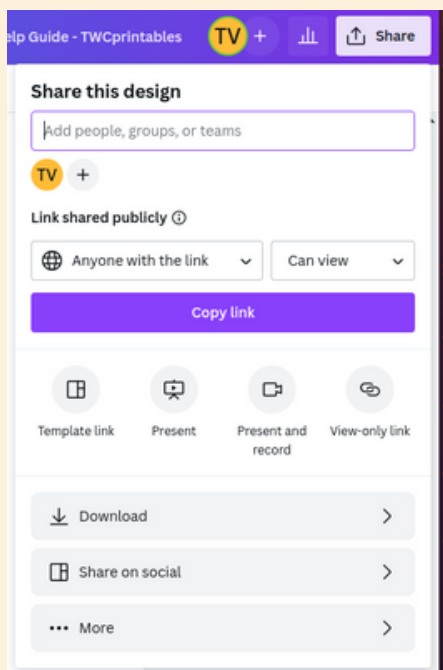 elp Guide - TWCprintables
TV
+
Share
Share this design
Add people, groups, or teams
TV
+
Link shared publicly
Anyone with the link
Can view
Copy link
Template link
Present
Present and
record
View-only link
Download
Share on social
More